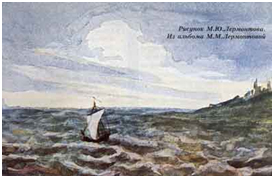 Рисунок М.Ю.Лермонтова.
Из альбома М.М.Лермонтовой